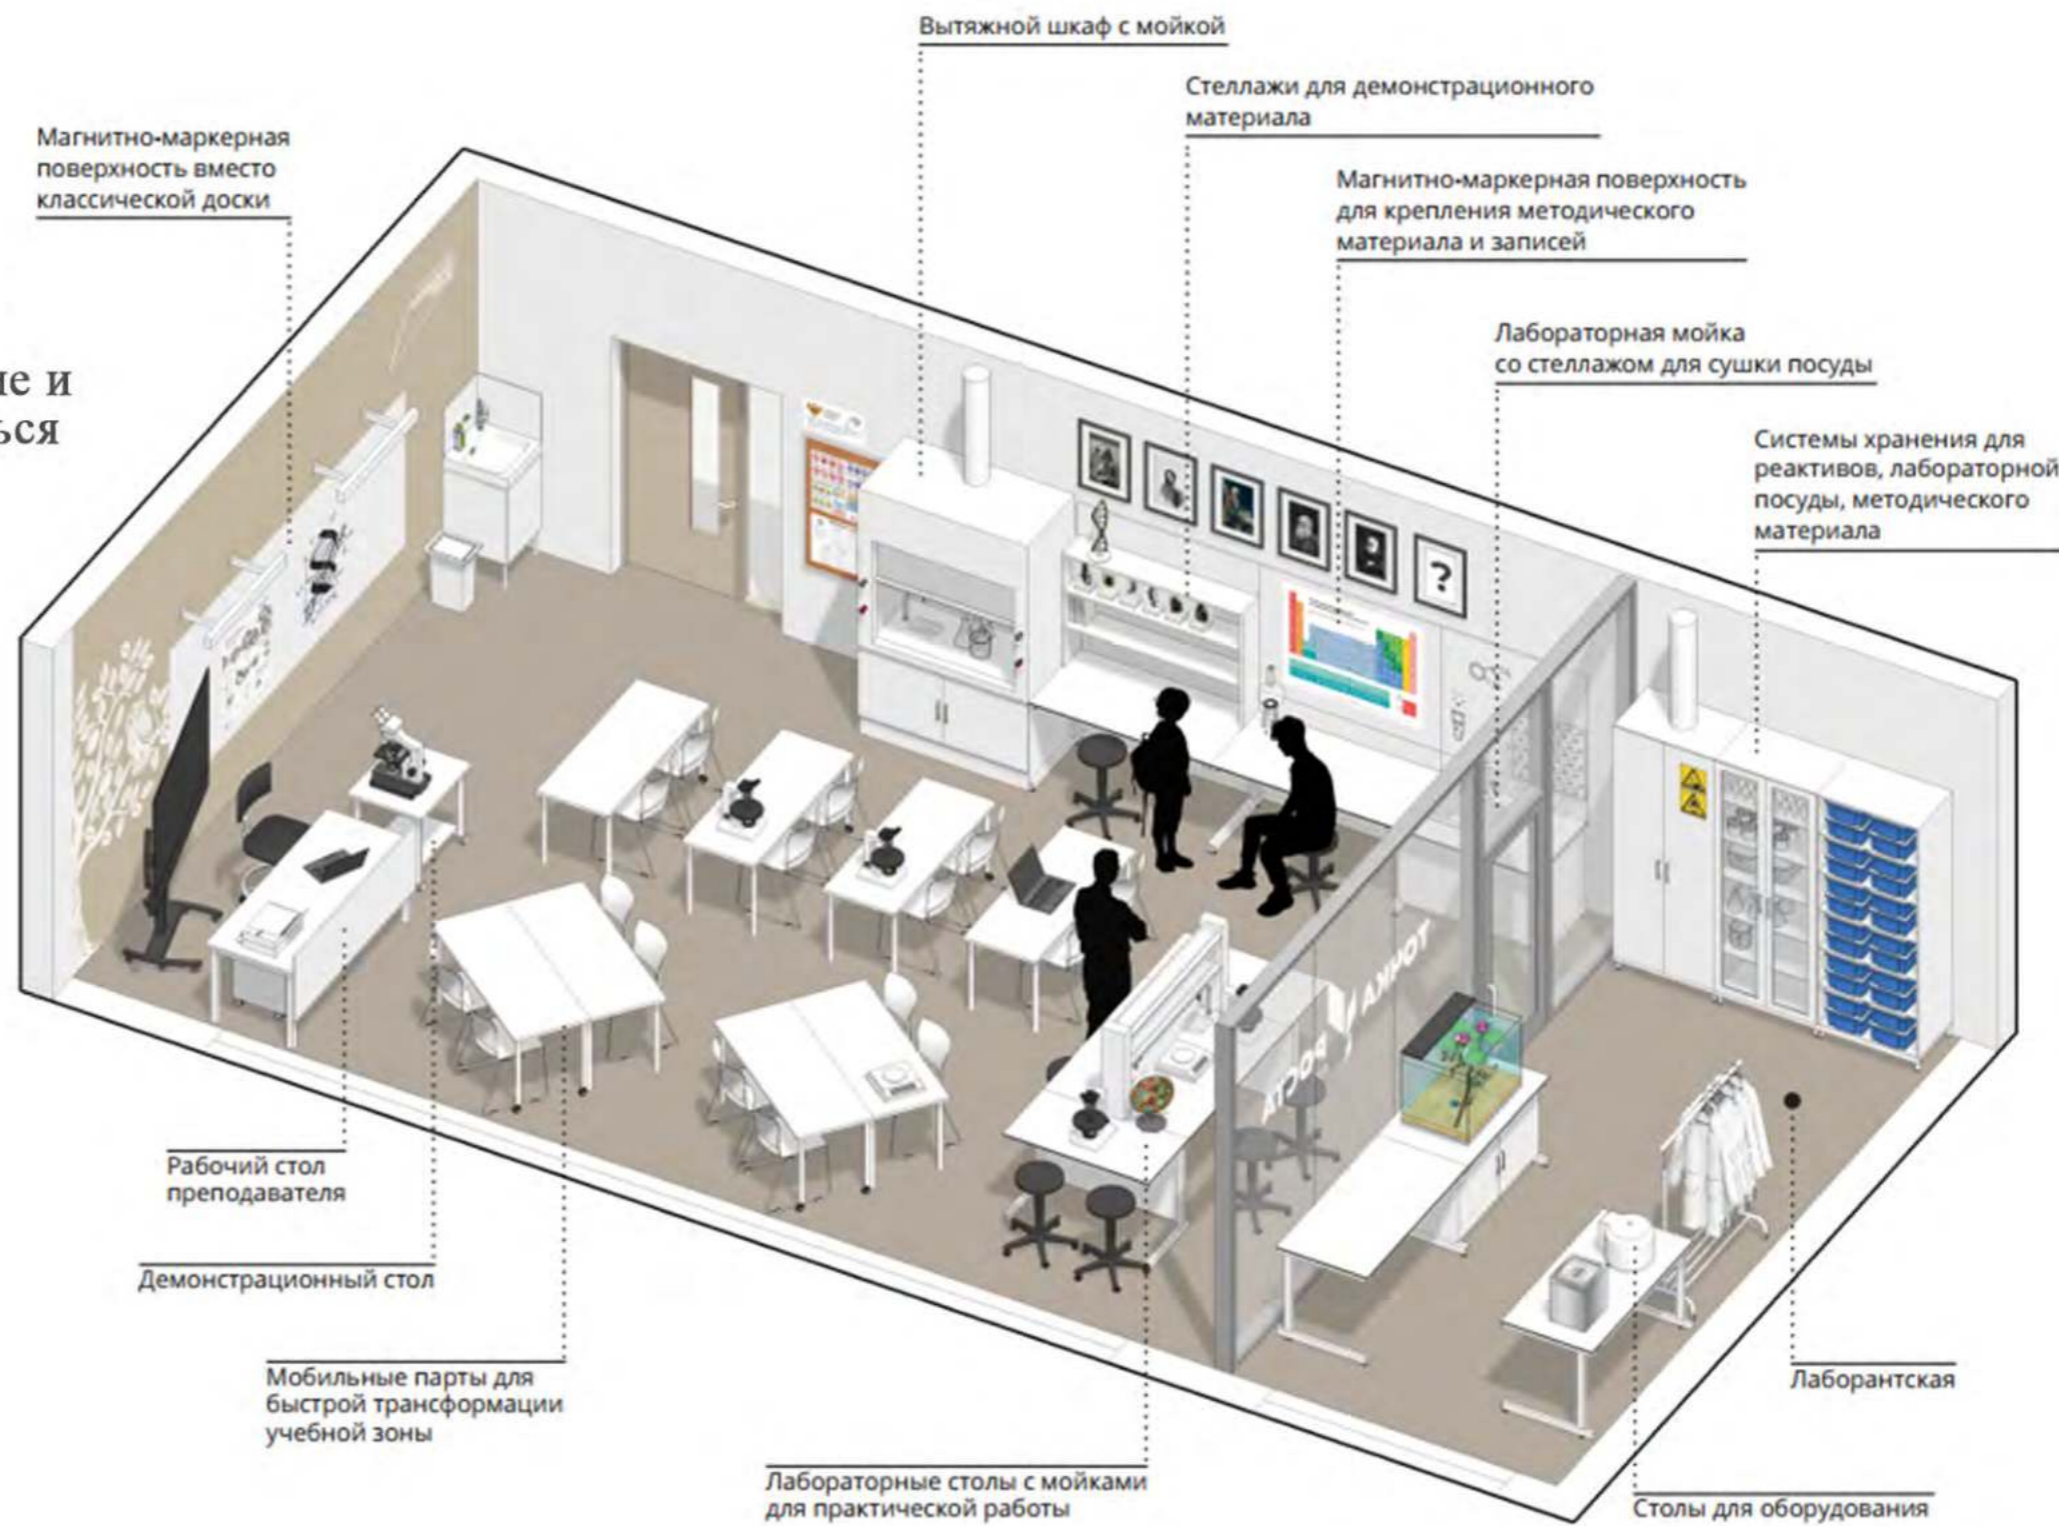 Вытяжной шкаф с мойкой
Стеллажи для демонстрационного
материала
Магнитно-маркерная
поверхность вместо
классической доски
Магнитно-маркерная поверхность
для крепления методического
материала и записей
Лабораторная мойка
со стеллажом для сушки посуды
Системы хранения для
реактивов, лабораторной
посуды, методического
материала
?
ТОЧКА
РОСТА
Рабочий стол
преподавателя
Демонстрационный стол
Мобильные парты для
быстрой трансформации
учебной зоны
Лабораторные столы с мойками
для практической работы
Лаборантская
Столы для оборудования